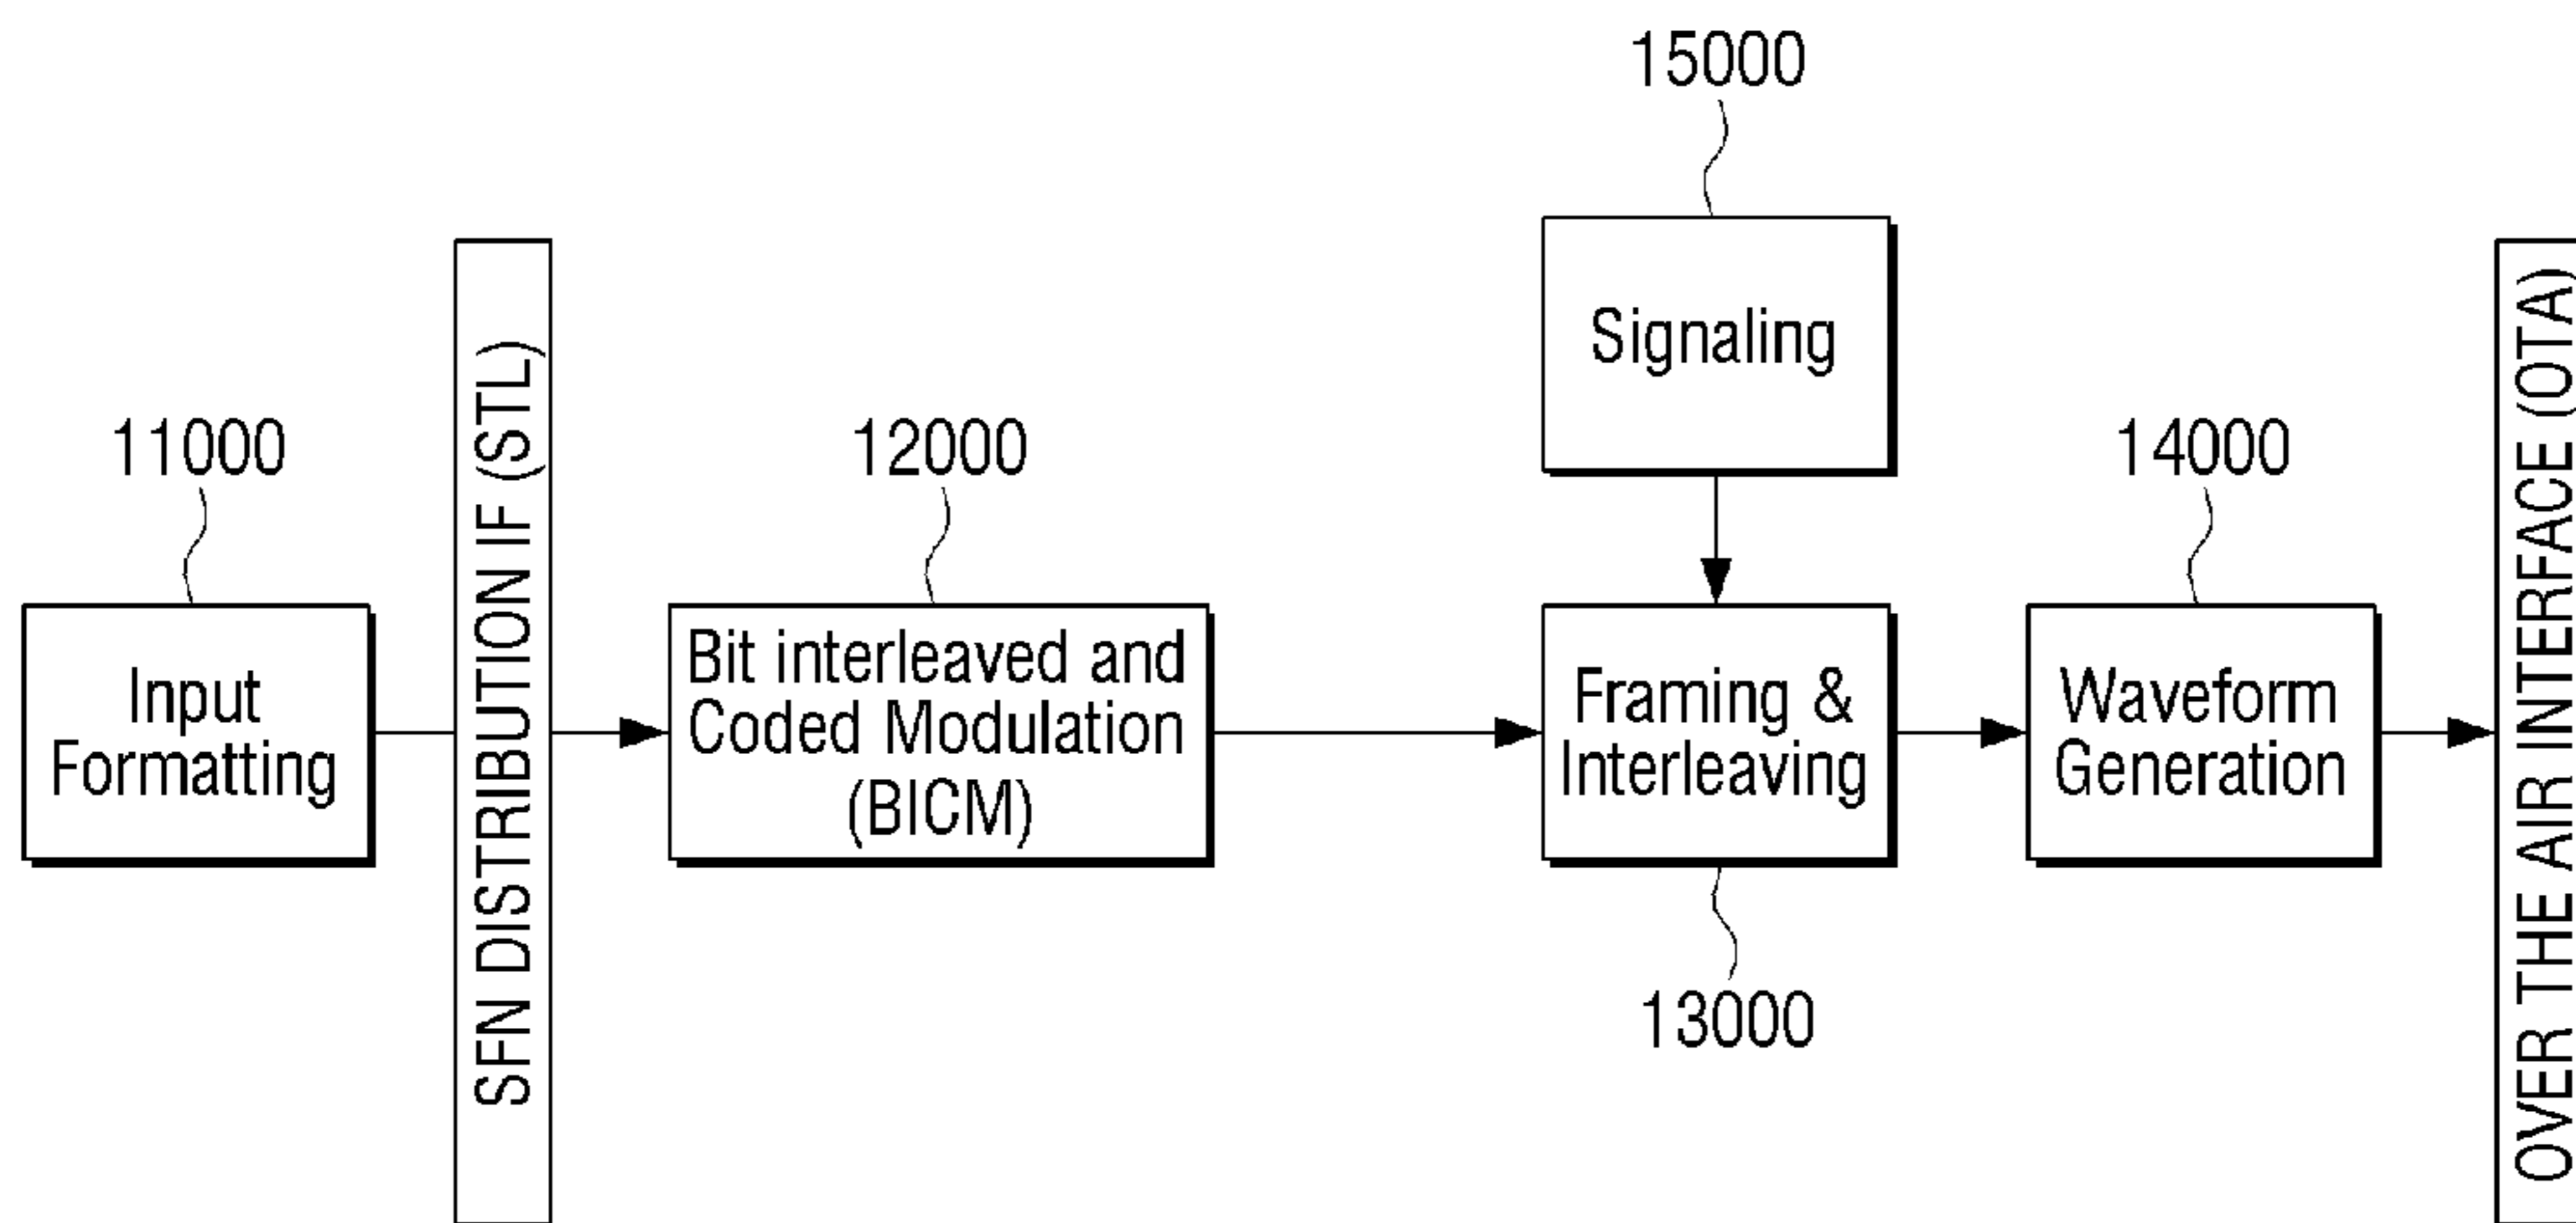 15000
Signaling
11000
Input
Formatting
SFN DISTRIBUTION IF (STL)
12000
Bit interleaved and
Coded Modulation
(BICM)
Framing &
Interleaving
13000
14000
Waveform
Generation
OVER THE AIR INTERFACE (OTA)